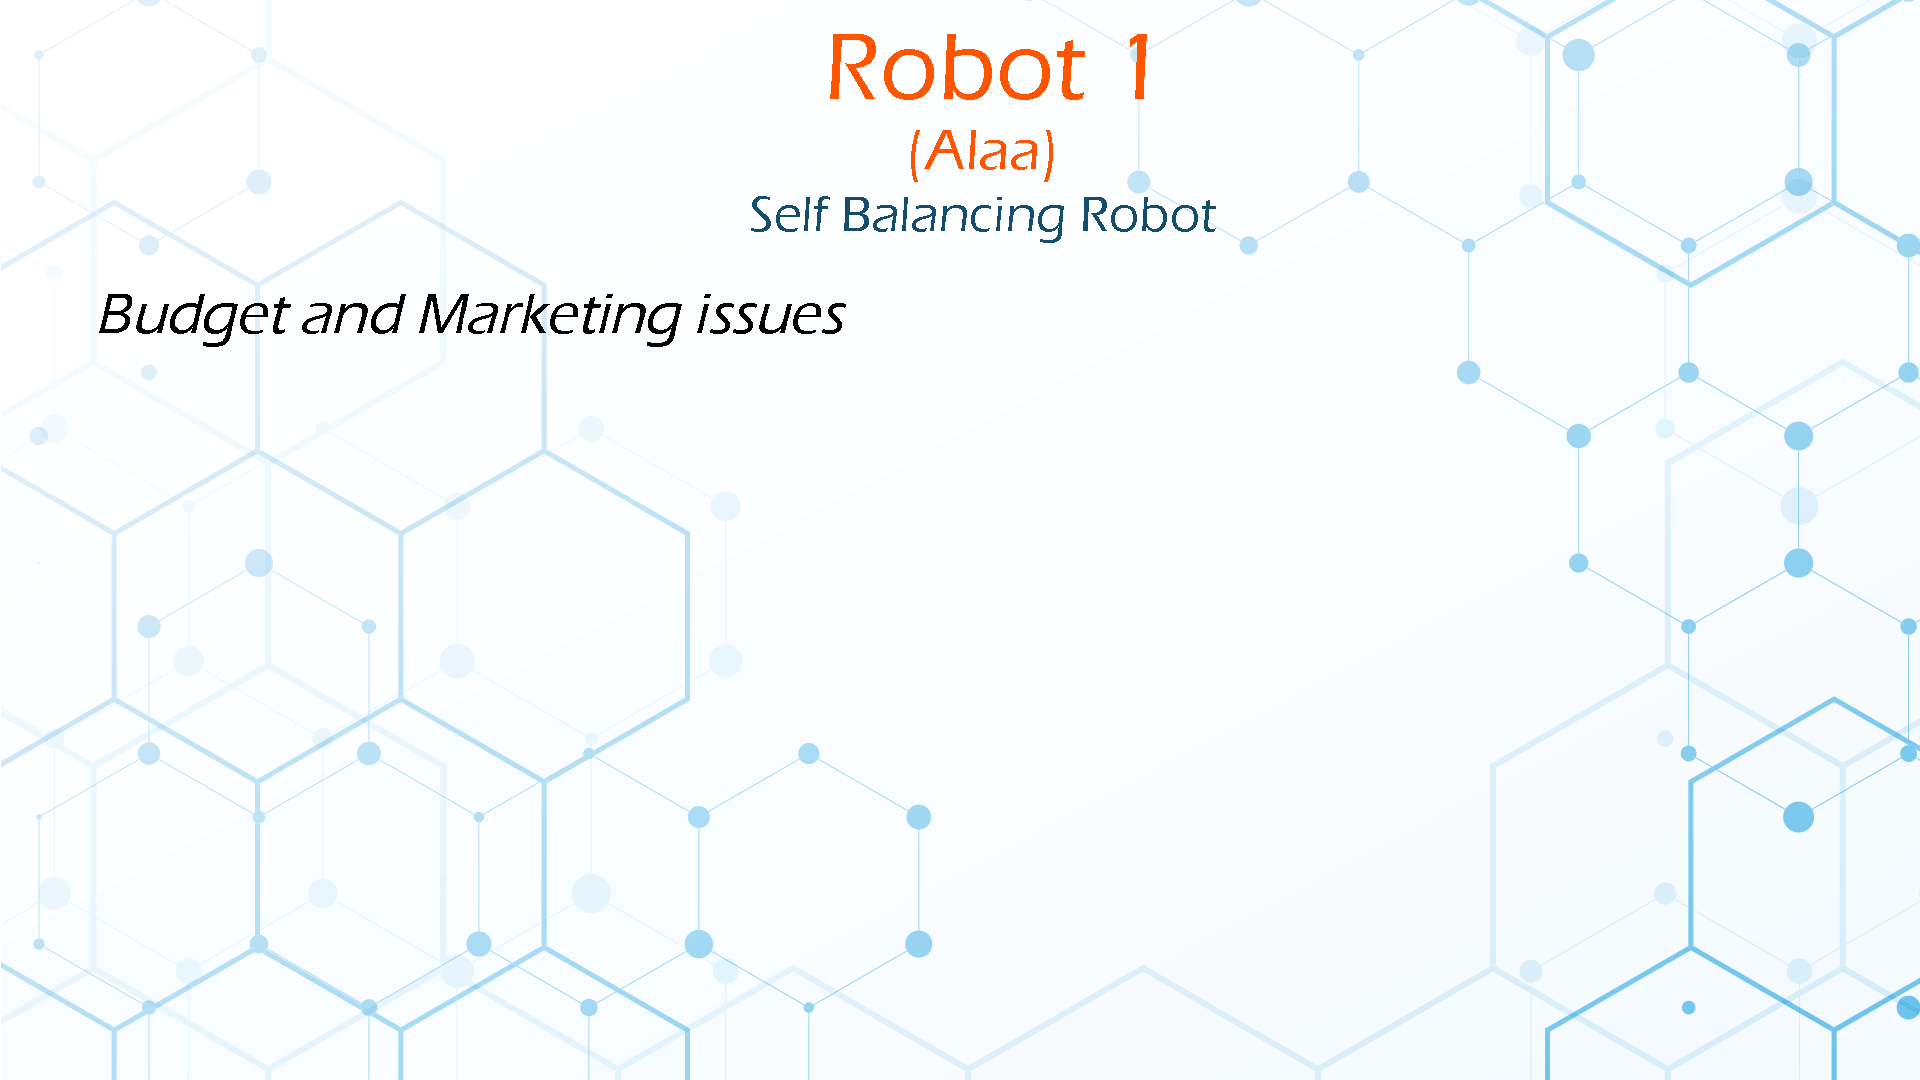 Robot 1
(Alaa)
Self Balancing Robot
Budget and Marketing issues